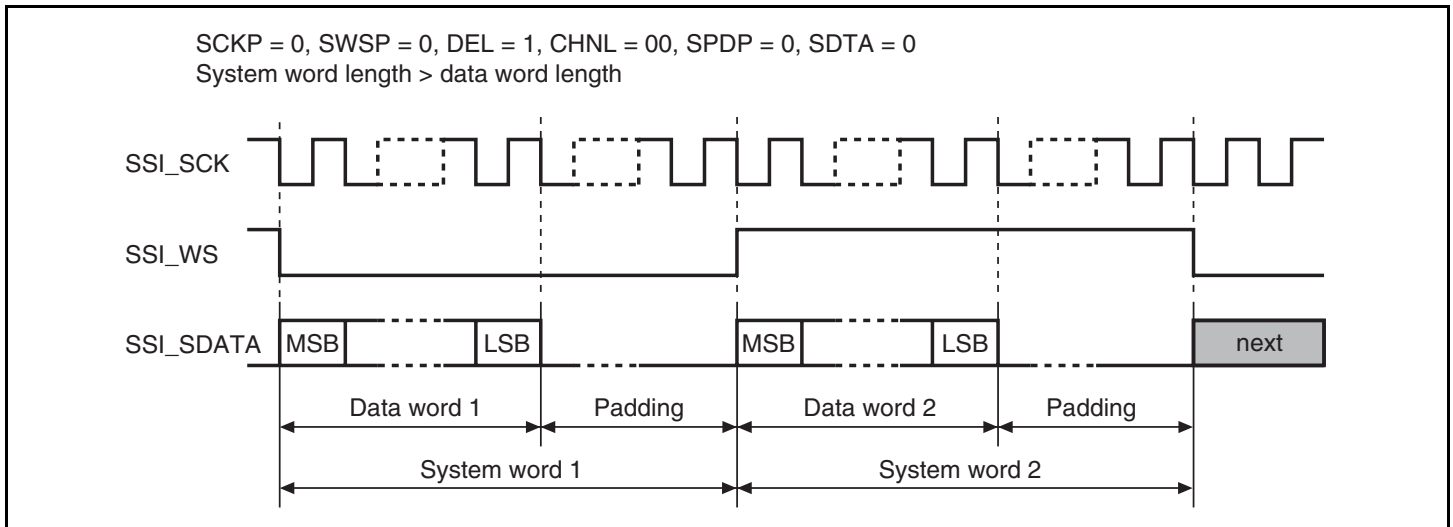 SCKP = 0, SWSP = 0, DEL = 1, CHNL = 00, SPDP = 0, SDTA = 0
System word length > data word length
SSI_SCK
SSI_WS
SSI_SDATA MSB LSB MSB LSB next
Data word 1 Padding Data word 2 Padding
System word 1 System word 2